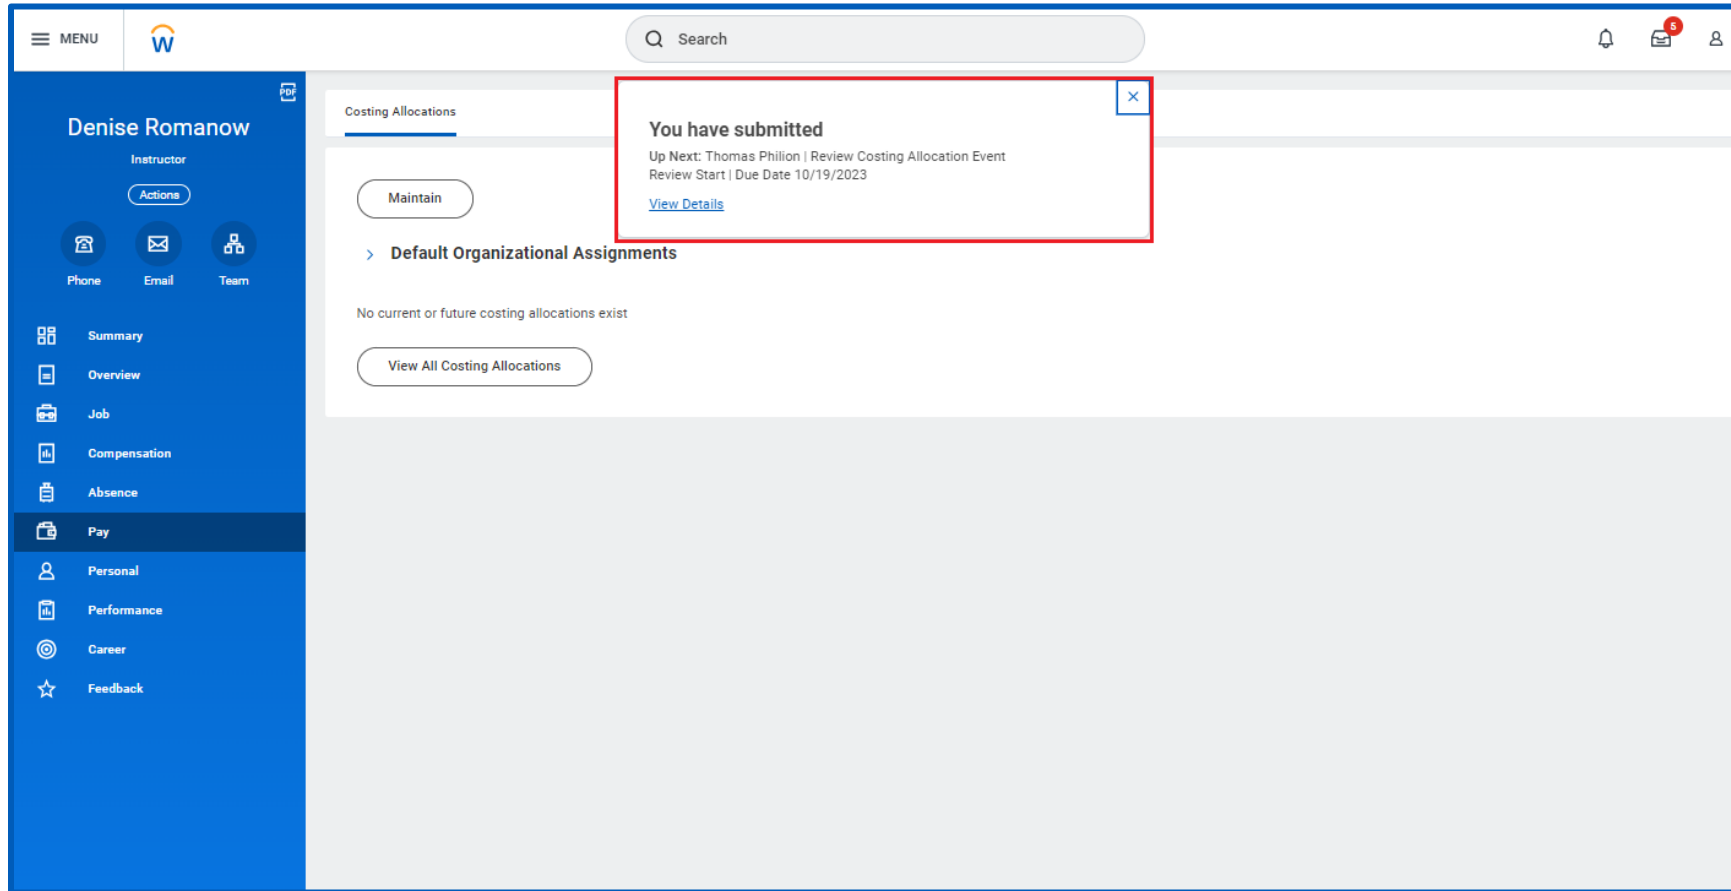 MENU
W
Search
5
PDF
Denise Romanow
Instructor
Actions
Phone
Email
Team
Summary
Overview
Job
Compensation
Absence
Pay
Personal
Performance
Career
Feedback
Costing Allocations
You have submitted
Up Next: Thomas Philion | Review Costing Allocation Event
Review Start | Due Date 10/19/2023
View Details
Maintain
Default Organizational Assignments
No current or future costing allocations exist
View All Costing Allocations